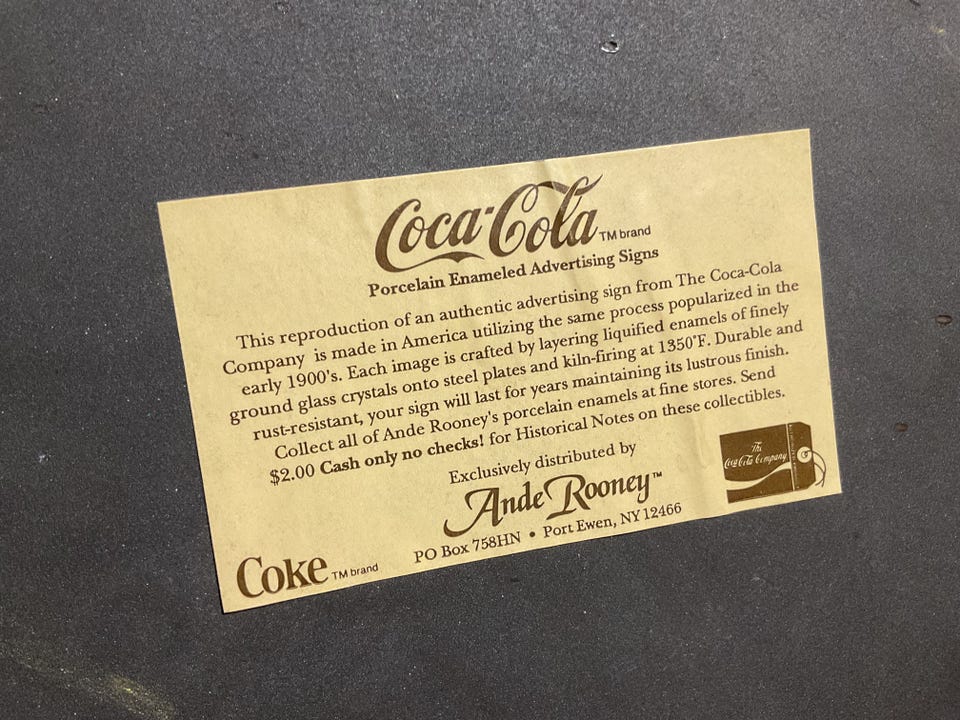 Coca-Cola TM brand
Porcelain Enameled Advertising Signs
This reproduction of an authentic advertising sign from The Coca-Cola
Company is made in America utilizing the same process popularized in the
early 1900's. Each image is crafted by layering liquified enamels of finely
ground glass crystals onto steel plates and kiln-firing at 1350°F. Durable and
rust-resistant, your sign will last for years maintaining its lustrous finish.
Collect all of Ande Rooney's porcelain enamels at fine stores. Send
$2.00 Cash only no checks! for Historical Notes on these collectibles.
Exclusively distributed by
Ande Rooney™
PO Box 758HN • Port Ewen, NY 12466
Coke TM brand
The
Coca-Cola Company